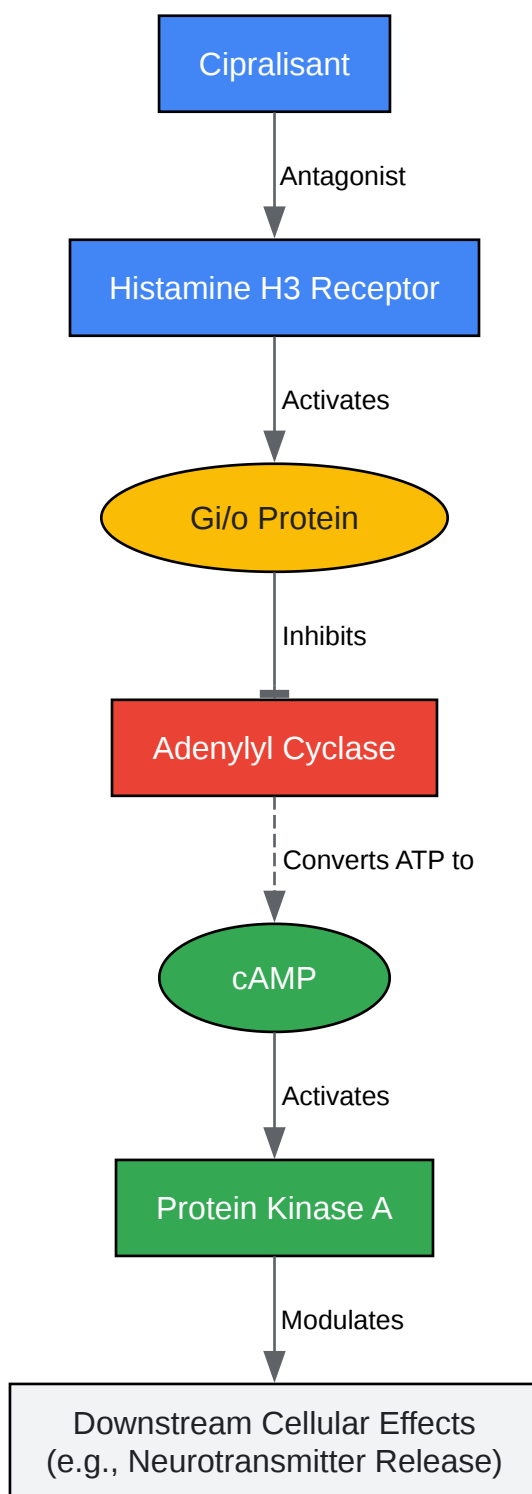 Cipralisant
Antagonist
Histamine H3 Receptor
Activates
Gi/o Protein
Inhibits
Adenylyl Cyclase
Converts ATP to
cAMP
Activates
Protein Kinase A
Modulates
Downstream Cellular Effects
(e.g., Neurotransmitter Release)